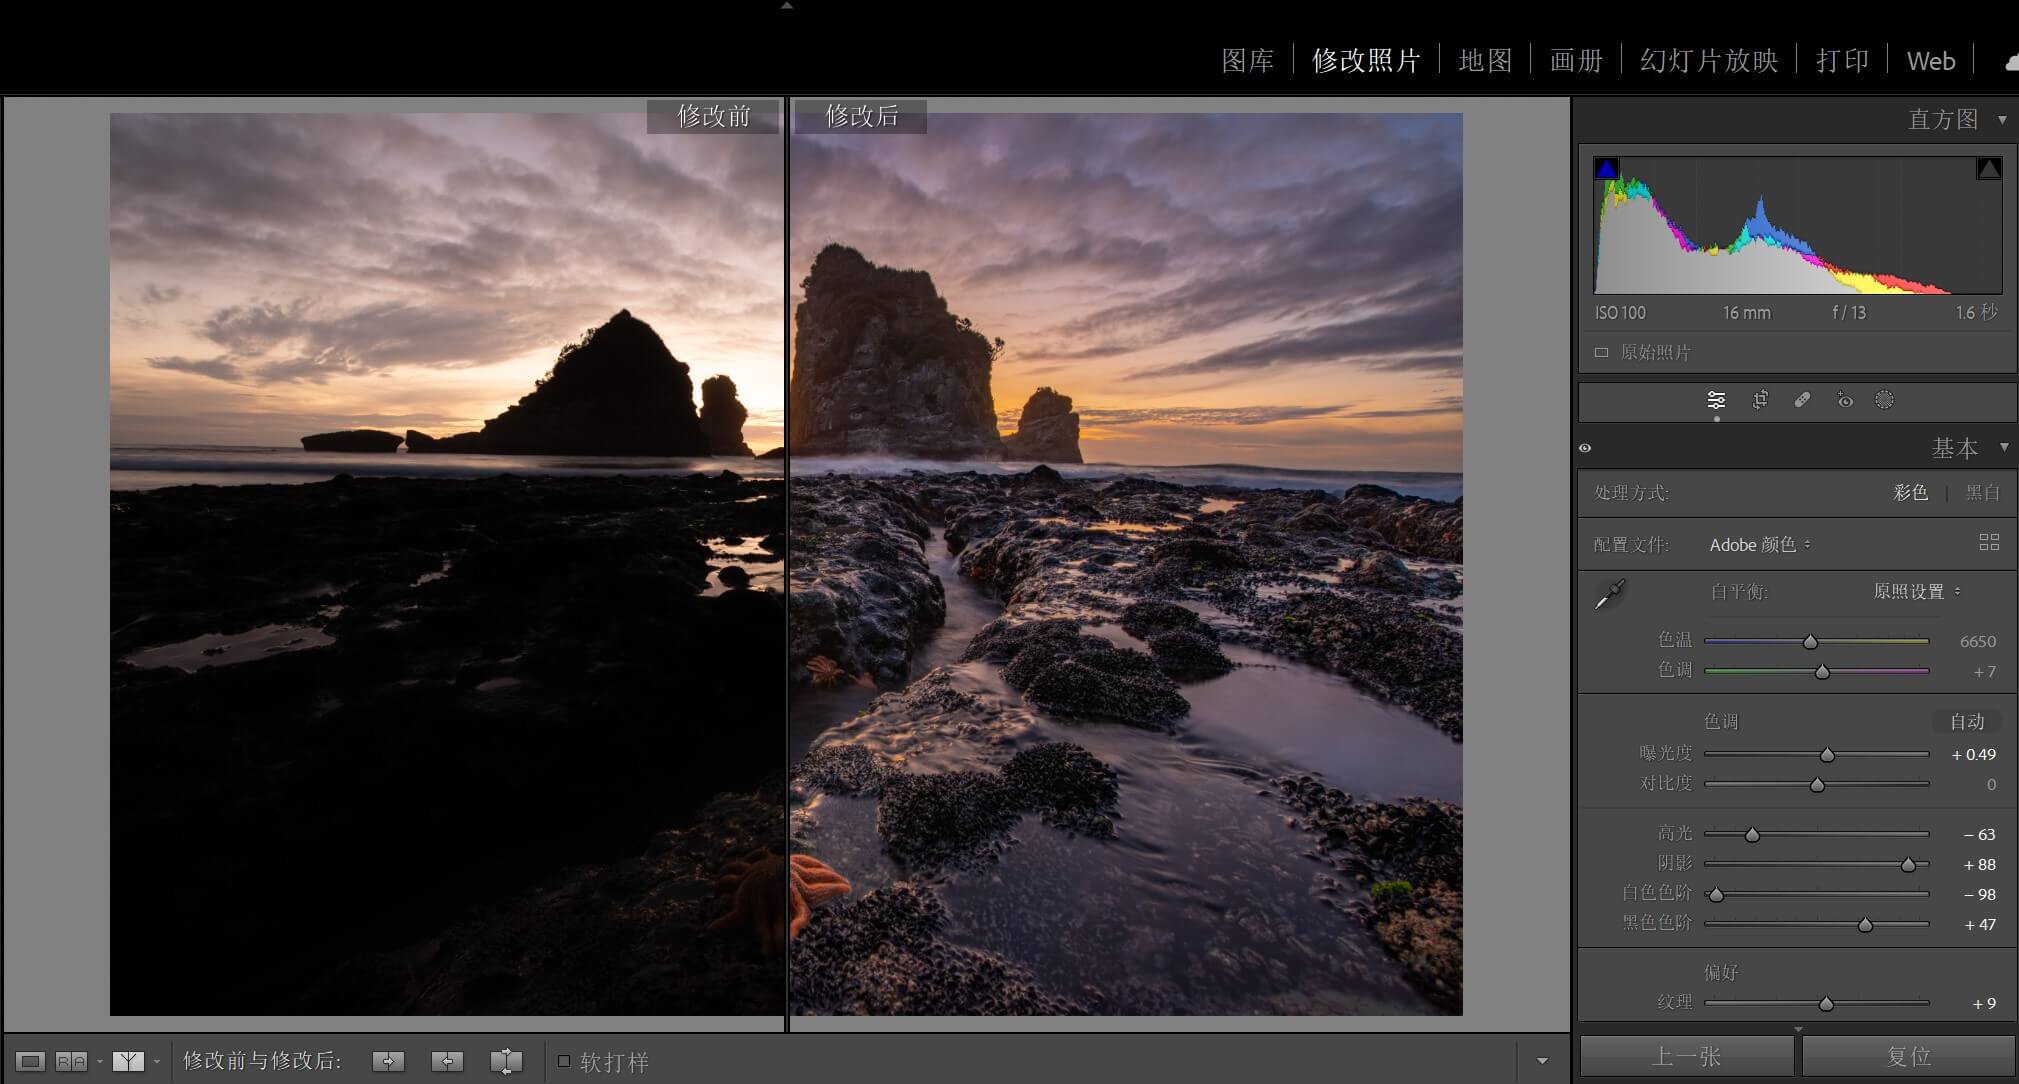 图库 修改照片 地图 画册 幻灯片放映 打印 Web
修改前 修改后
直方图
ISO 100 16 mm f / 13 1.6 秒
原始照片
基本
处理方式: 彩色 黑白
配置文件: Adobe 颜色
白平衡: 原照设置
色温 6650
色调 + 7
色调 自动
曝光度 + 0.49
对比度 0
高光 − 63
阴影 + 88
白色色阶 − 98
黑色色阶 + 47
偏好
纹理 + 9
R A 修改前与修改后: 软打样 上一张 复位